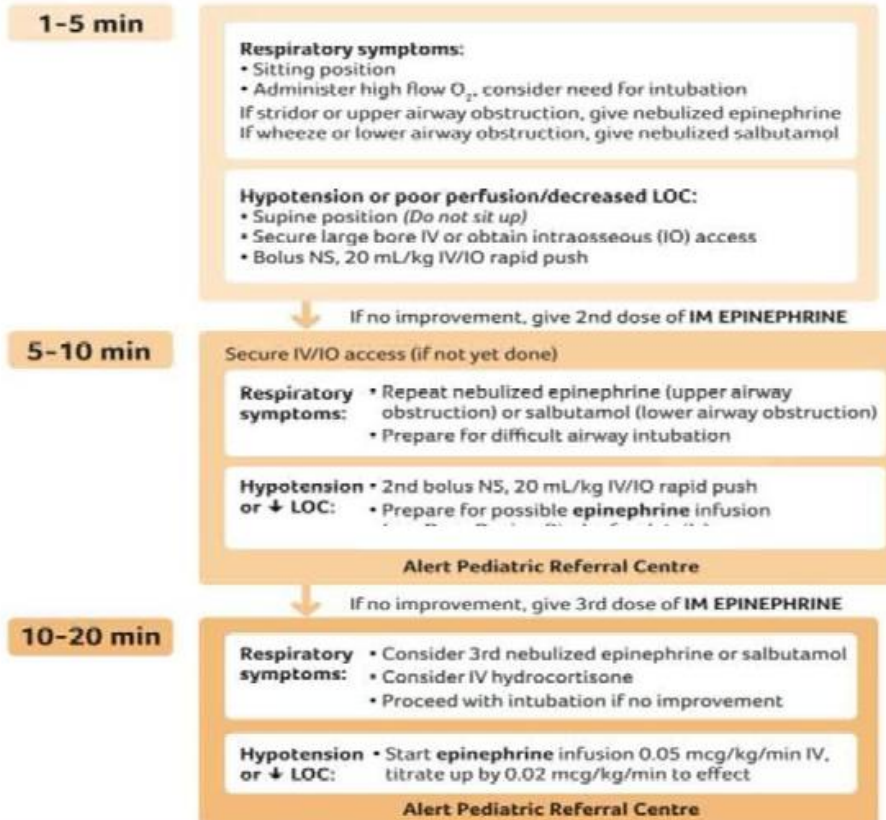 1-5 min
Respiratory symptoms:
• Sitting position
• Administer high flow O₂, consider need for intubation
If stridor or upper airway obstruction, give nebulized epinephrine
If wheeze or lower airway obstruction, give nebulized salbutamol
Hypotension or poor perfusion/decreased LOC:
• Supine position (Do not sit up)
• Secure large bore IV or obtain intraosseous (IO) access
• Bolus NS, 20 mL/kg IV/IO rapid push
If no improvement, give 2nd dose of IM EPINEPHRINE
5-10 min
Secure IV/IO access (if not yet done)
Respiratory symptoms:
• Repeat nebulized epinephrine (upper airway
obstruction) or salbutamol (lower airway obstruction)
• Prepare for difficult airway intubation
Hypotension or ↓ LOC:
• 2nd bolus NS, 20 mL/kg IV/IO rapid push
• Prepare for possible epinephrine infusion
Alert Pediatric Referral Centre
If no improvement, give 3rd dose of IM EPINEPHRINE
10-20 min
Respiratory symptoms:
• Consider 3rd nebulized epinephrine or salbutamol
• Consider IV hydrocortisone
• Proceed with intubation if no improvement
Hypotension or ↓ LOC:
• Start epinephrine infusion 0.05 mcg/kg/min IV,
titrate up by 0.02 mcg/kg/min to effect
Alert Pediatric Referral Centre